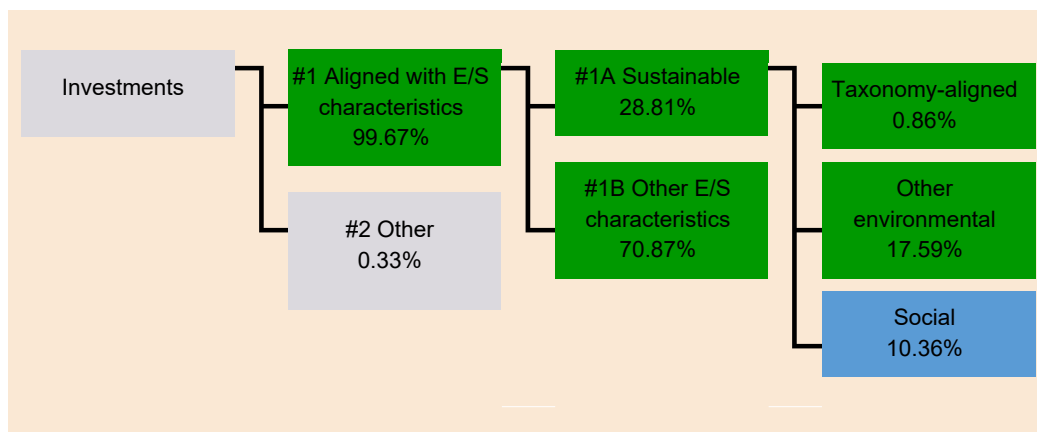 Investments
#1 Aligned with E/S
characteristics
99.67%
#2 Other
0.33%
#1A Sustainable
28.81%
#1B Other E/S
characteristics
70.87%
Taxonomy-aligned
0.86%
Other
environmental
17.59%
Social
10.36%